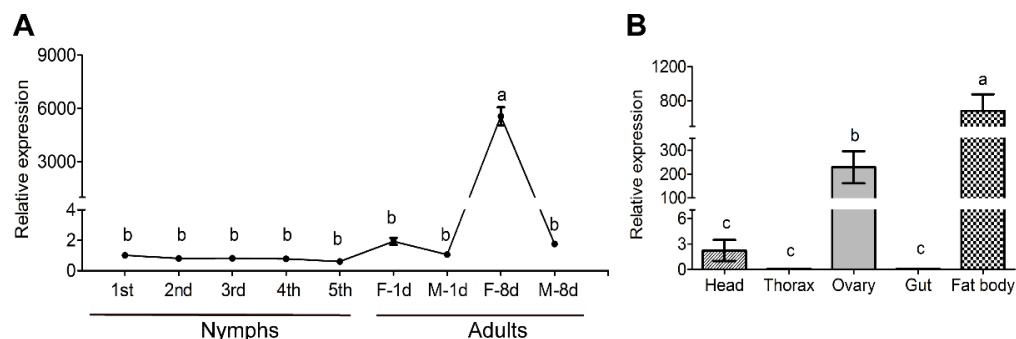 A
Relative expression
9000
6000
3000
4
2
0
b b b b b b b a b
1st 2nd 3rd 4th 5th F-1d M-1d F-8d M-8d
Nymphs Adults
B
Relative expression
1200
800
300
200
100
6
3
0
c c b c a
Head Thorax Ovary Gut Fat body